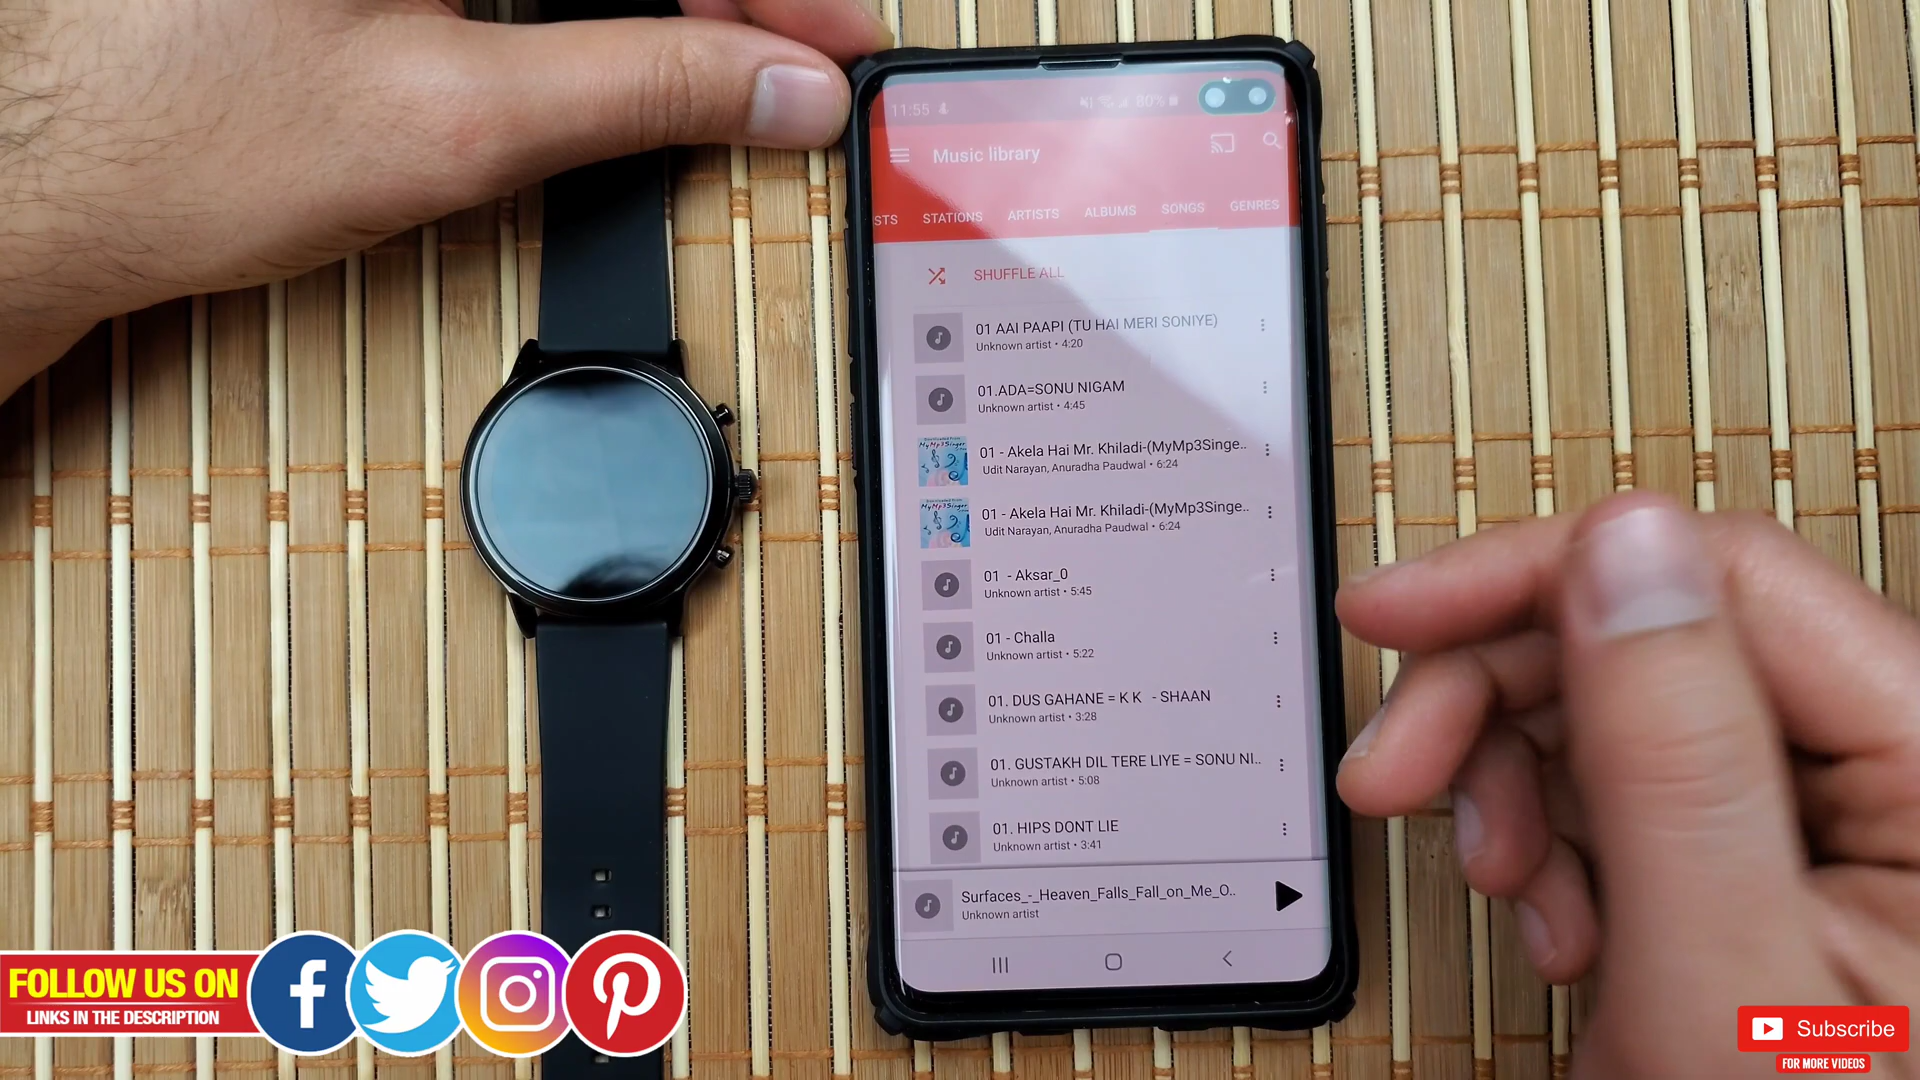 11:55
80%
Music library
STS STATIONS ARTISTS ALBUMS SONGS GENRES
SHUFFLE ALL
01 AAI PAAPI (TU HAI MERI SONIYE)
Unknown artist • 4:20
01.ADA=SONU NIGAM
Unknown artist • 4:45
01 - Akela Hai Mr. Khiladi-(MyMp3Singe..
Udit Narayan, Anuradha Paudwal • 6:24
01 - Akela Hai Mr. Khiladi-(MyMp3Singe..
Udit Narayan, Anuradha Paudwal • 6:24
01 - Aksar_0
Unknown artist • 5:45
01 - Challa
Unknown artist • 5:22
01. DUS GAHANE = K K - SHAAN
Unknown artist • 3:28
01. GUSTAKH DIL TERE LIYE = SONU NI..
Unknown artist • 5:08
01. HIPS DONT LIE
Unknown artist • 3:41
Surfaces_-_Heaven_Falls_Fall_on_Me_O..
Unknown artist
FOLLOW US ON
LINKS IN THE DESCRIPTION
Subscribe
FOR MORE VIDEOS